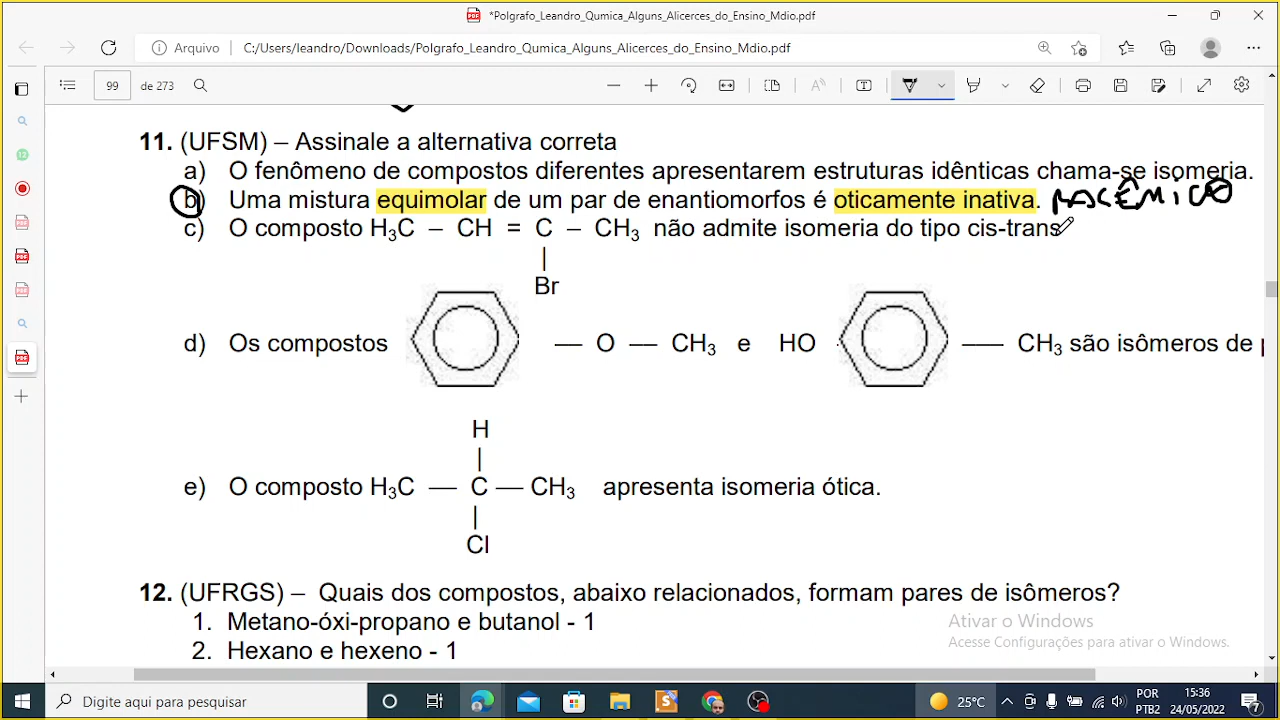 *Polgrafo_Leandro_Qumica_Alguns_Alicerces_do_Ensino_Mdio.pdf
Arquivo C:/Users/leandro/Downloads/Polgrafo_Leandro_Qumica_Alguns_Alicerces_do_Ensino_Mdio.pdf
99 de 273
11. (UFSM) – Assinale a alternativa correta
a) O fenômeno de compostos diferentes apresentarem estruturas idênticas chama-se isomeria.
b) Uma mistura equimolar de um par de enantiomorfos é oticamente inativa. RACÊMICO
c) O composto H₃C – CH = C – CH₃ não admite isomeria do tipo cis-trans
|
Br
d) Os compostos — O — CH₃ e HO — CH₃ são isômeros de
H
|
e) O composto H₃C — C — CH₃ apresenta isomeria ótica.
|
Cl
12. (UFRGS) – Quais dos compostos, abaixo relacionados, formam pares de isômeros?
1. Metano-óxi-propano e butanol - 1
2. Hexano e hexeno - 1
Ativar o Windows
Acesse Configurações para ativar o Windows.
Digite aqui para pesquisar
25°C
POR
PTB2
15:36
24/05/2022
7